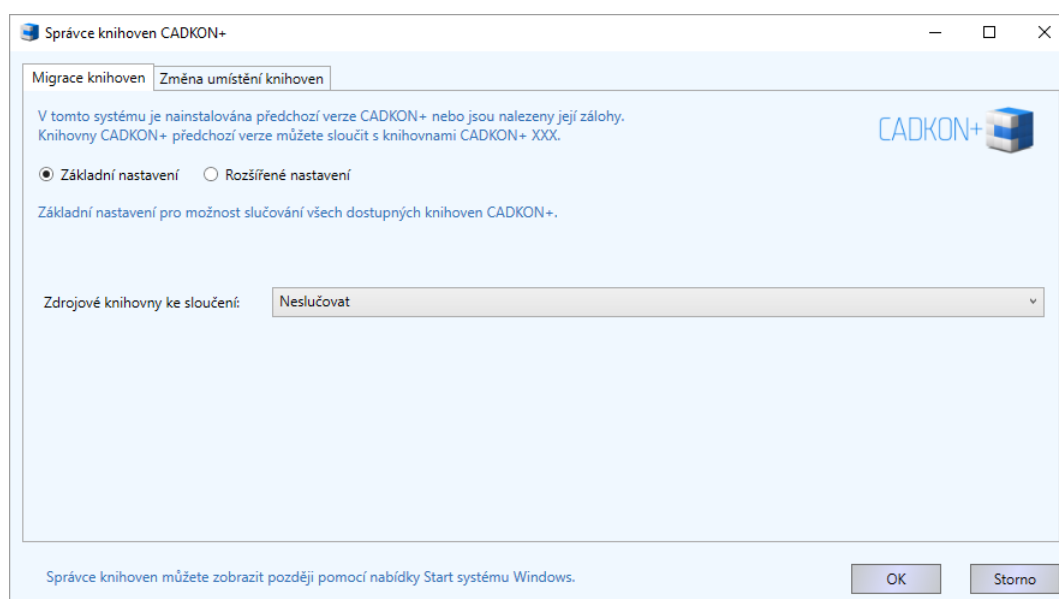 Správce knihoven CADKON+
Migrace knihoven Změna umístění knihoven
V tomto systému je nainstalována předchozí verze CADKON+ nebo jsou nalezeny její zálohy.
Knihovny CADKON+ předchozí verze můžete sloučit s knihovnami CADKON+ XXX.
CADKON+
Základní nastavení Rozšířené nastavení
Základní nastavení pro možnost slučování všech dostupných knihoven CADKON+.
Zdrojové knihovny ke sloučení: Neslučovat
Správce knihoven můžete zobrazit později pomocí nabídky Start systému Windows.
OK Storno